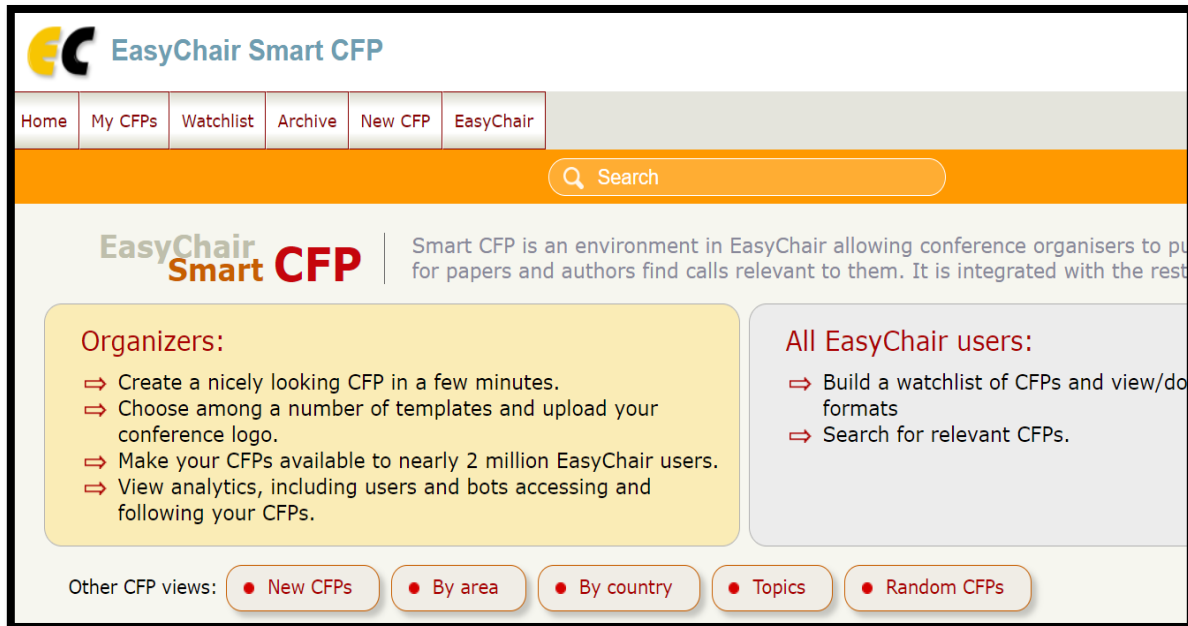 EC EasyChair Smart CFP
Home My CFPs Watchlist Archive New CFP EasyChair
Search
EasyChair Smart CFP
Smart CFP is an environment in EasyChair allowing conference organisers to pu
for papers and authors find calls relevant to them. It is integrated with the rest
Organizers:
⇨ Create a nicely looking CFP in a few minutes.
⇨ Choose among a number of templates and upload your
conference logo.
⇨ Make your CFPs available to nearly 2 million EasyChair users.
⇨ View analytics, including users and bots accessing and
following your CFPs.
All EasyChair users:
⇨ Build a watchlist of CFPs and view/do
formats
⇨ Search for relevant CFPs.
Other CFP views: • New CFPs • By area • By country • Topics • Random CFPs